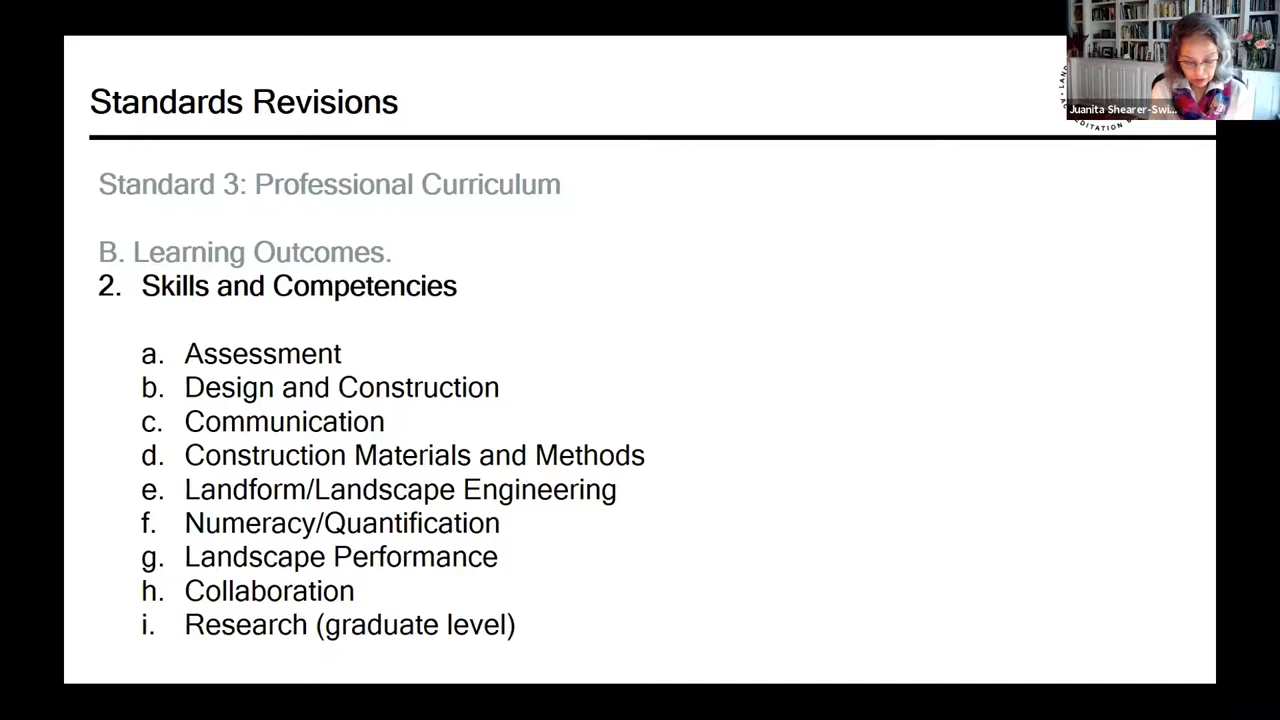 Standards Revisions
Juanita Shearer-Swi...
Standard 3: Professional Curriculum
B. Learning Outcomes.
2. Skills and Competencies
a. Assessment
b. Design and Construction
c. Communication
d. Construction Materials and Methods
e. Landform/Landscape Engineering
f. Numeracy/Quantification
g. Landscape Performance
h. Collaboration
i. Research (graduate level)